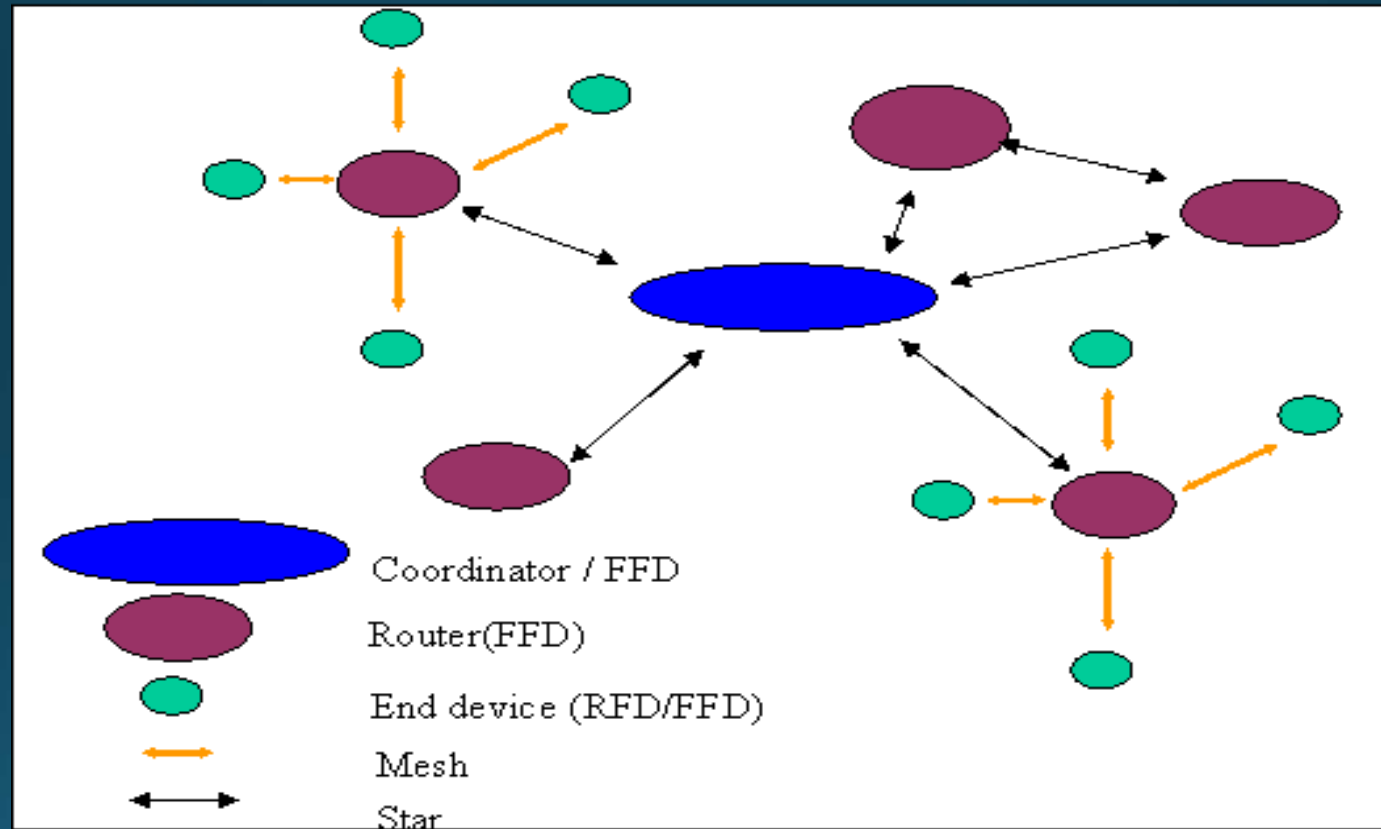 Coordinator / FFD
Router(FFD)
End device (RFD/FFD)
Mesh
Star